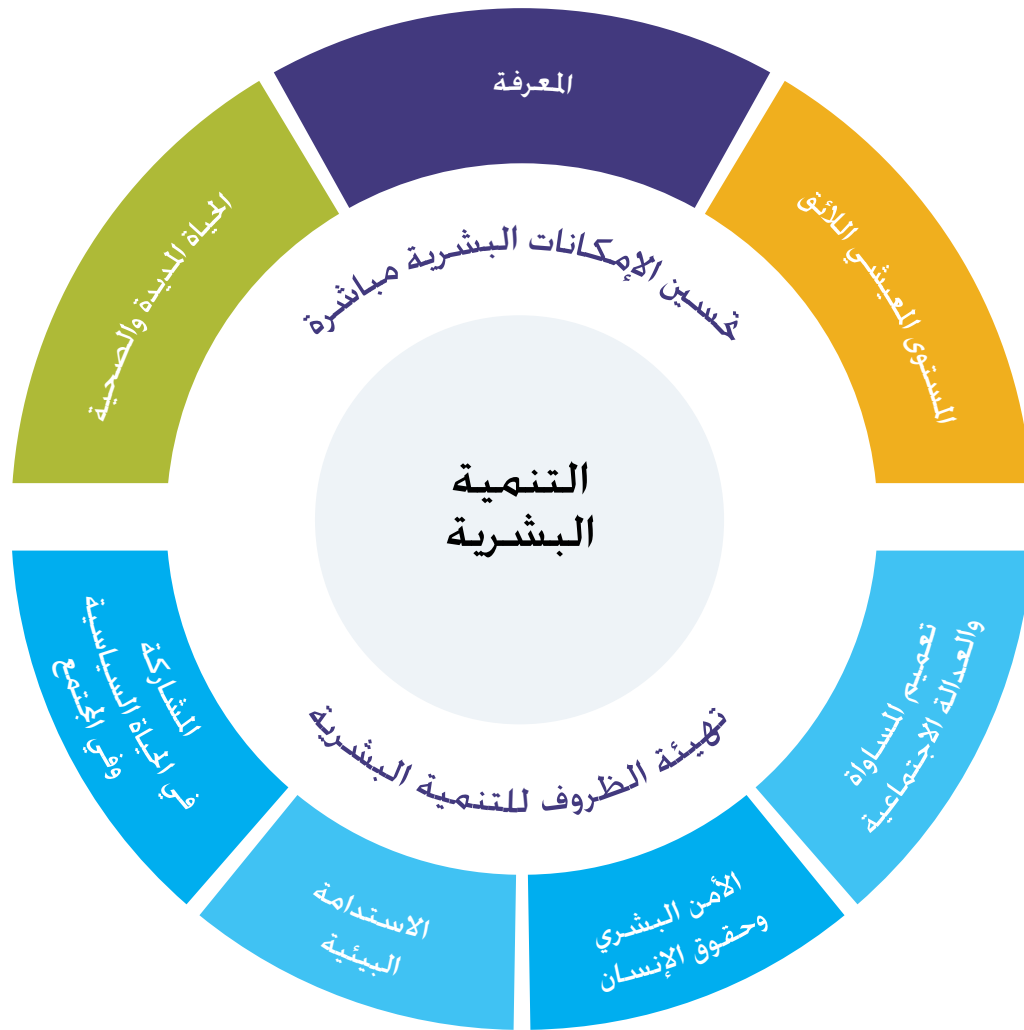 المعرفة
المستوى المعيشي اللائق
الحياة المديدة والصحية
تحسين الإمكانات البشرية مباشرة
التنمية
البشرية
تهيئة الظروف للتنمية البشرية
تعميم المساواة
والعدالة الاجتماعية
الأمن البشري
وحقوق الإنسان
الاستدامة
البيئية
المشاركة
في الحياة السياسية
وفي المجتمع